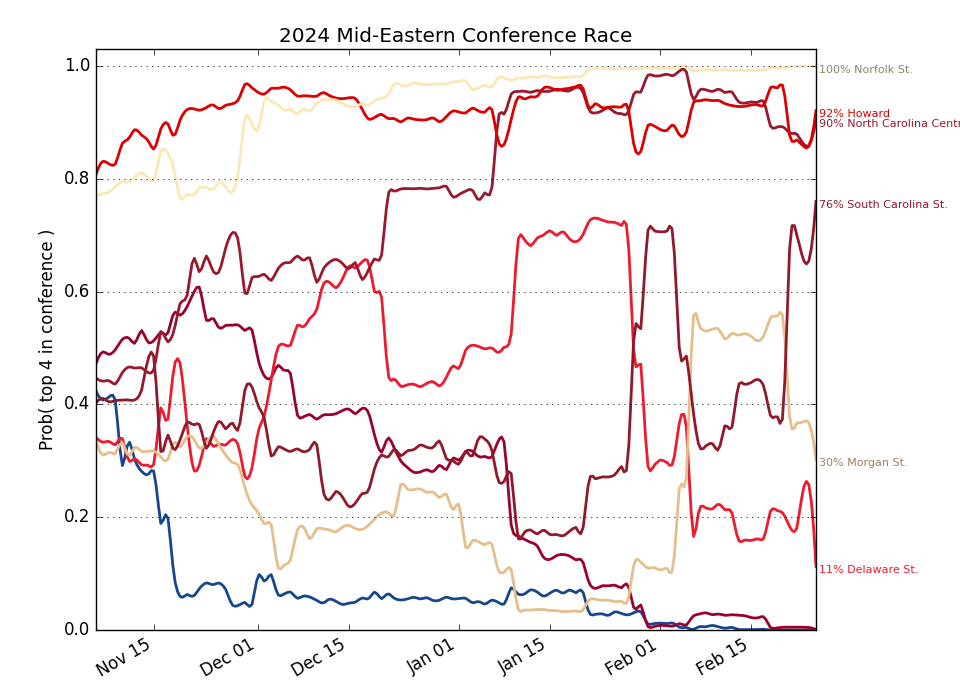 2024 Mid-Eastern Conference Race
Prob( top 4 in conference )
1.0
0.8
0.6
0.4
0.2
0.0
Nov 15
Dec 01
Dec 15
Jan 01
Jan 15
Feb 01
Feb 15
100% Norfolk St.
92% Howard
90% North Carolina Centr
76% South Carolina St.
30% Morgan St.
11% Delaware St.